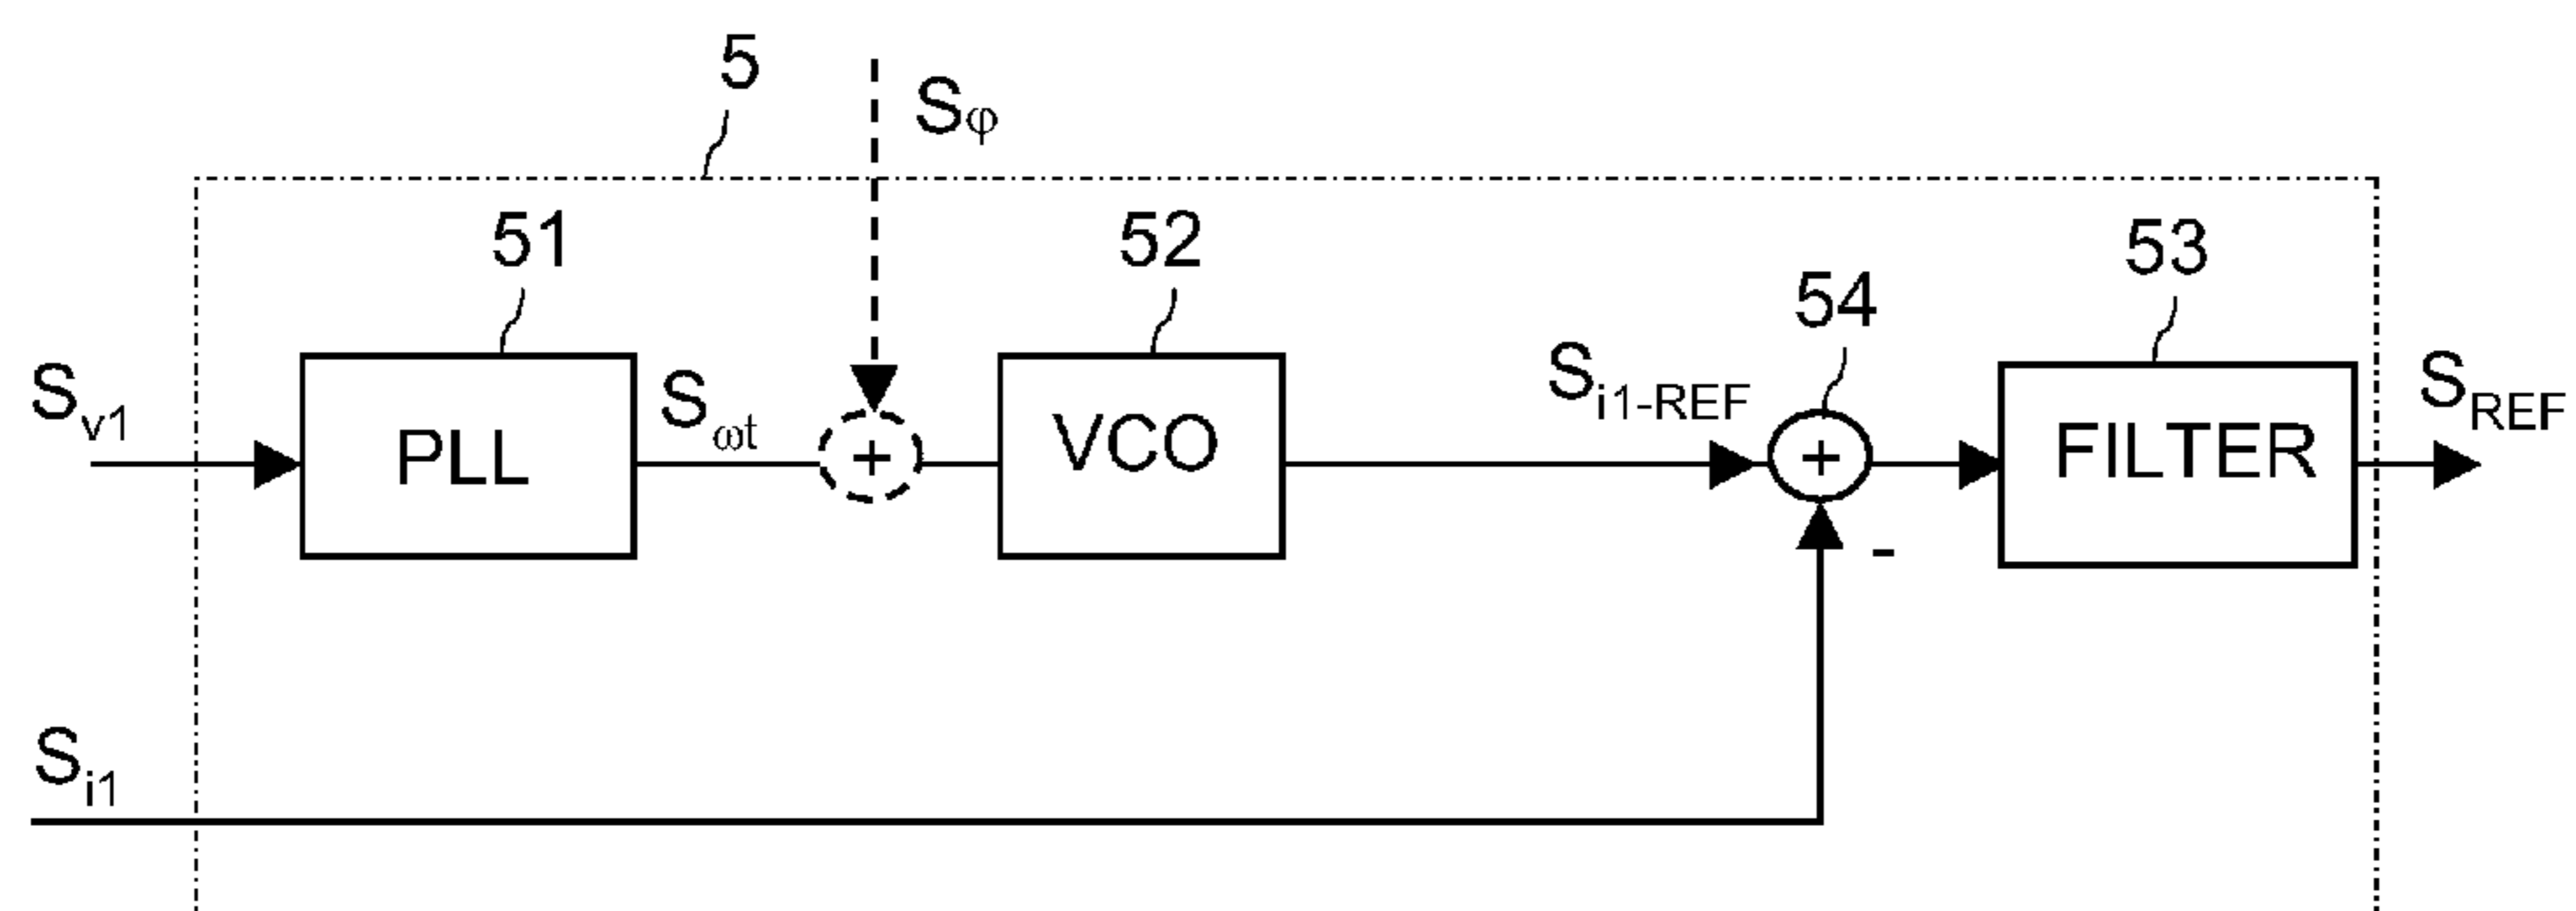 5
Sφ
51
52
53
54
Sv1
PLL
Sωt
+
VCO
Si1-REF
+
FILTER
SREF
-
Si1